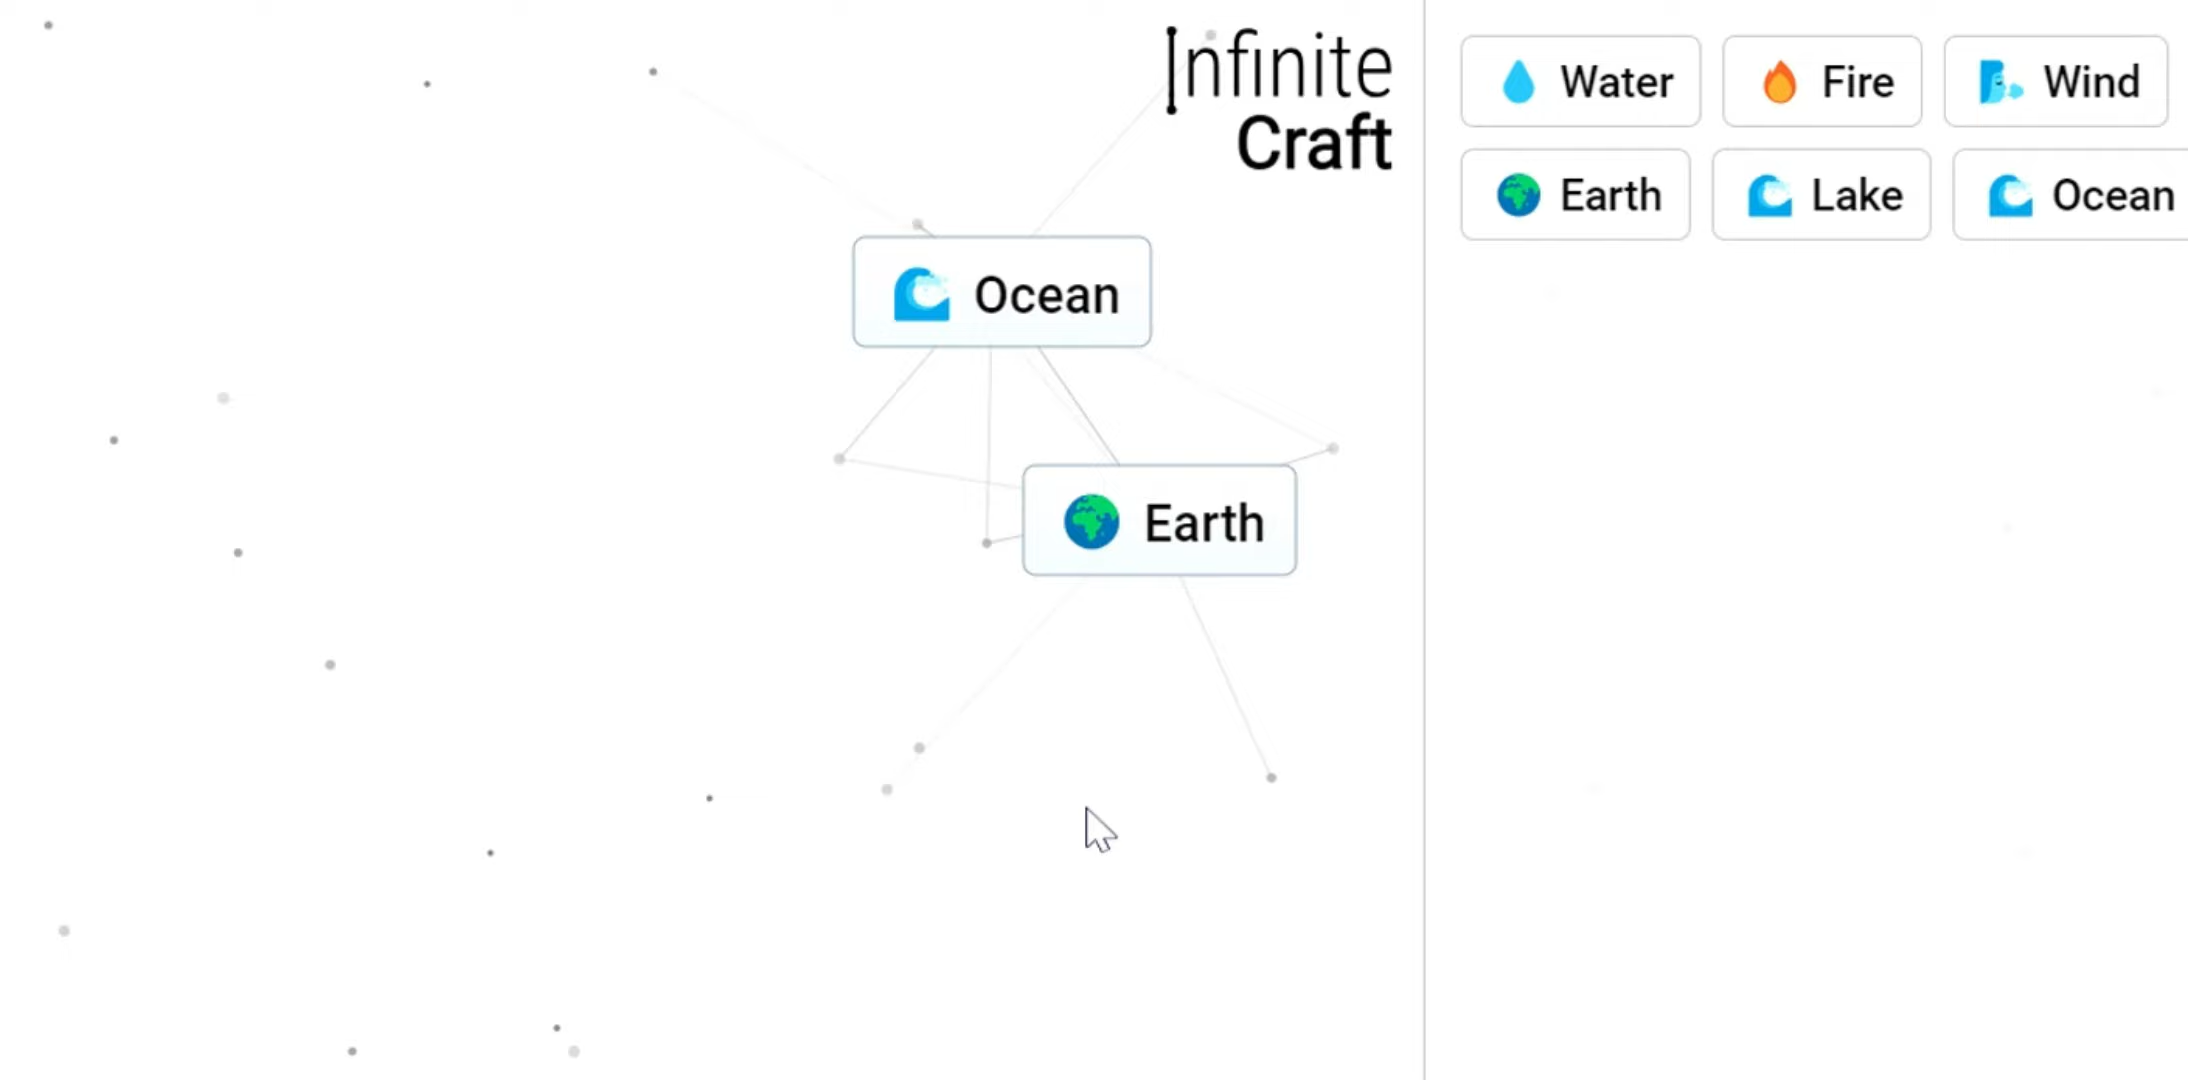 Infinite
Craft
Water Fire Wind
Earth Lake Ocean
Ocean
Earth